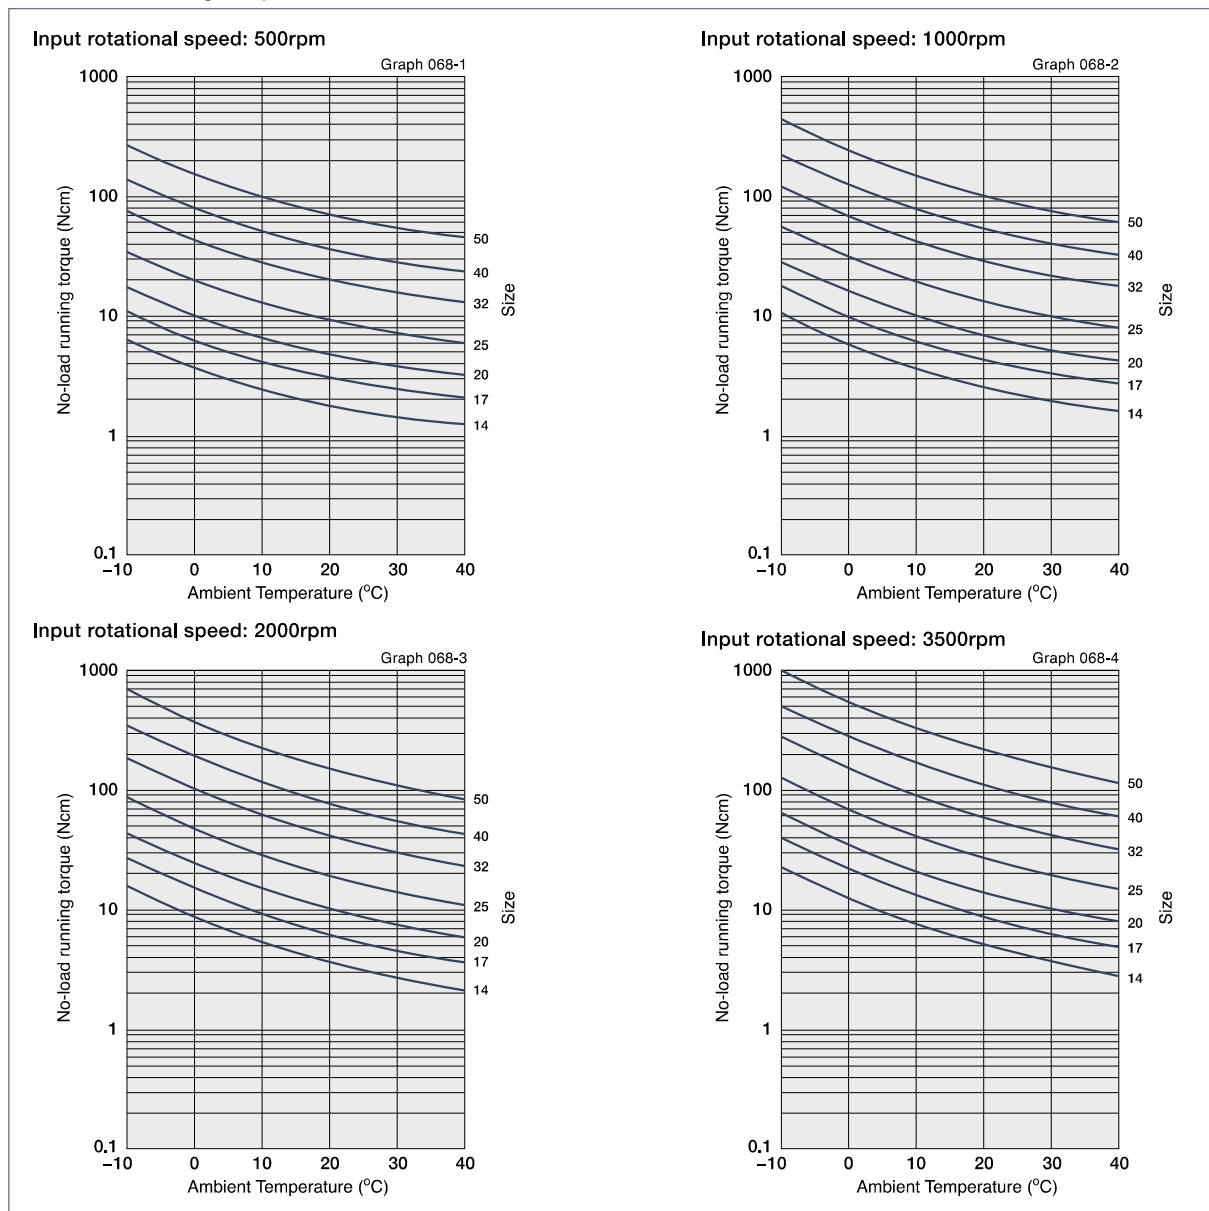 Input rotational speed: 500rpm
Graph 068-1
1000
100
10
1
0.1
No-load running torque (Ncm)
50
40
32
25
20
17
14
Size
–10 0 10 20 30 40
Ambient Temperature (°C)
Input rotational speed: 1000rpm
Graph 068-2
1000
100
10
1
0.1
No-load running torque (Ncm)
50
40
32
25
20
17
14
Size
–10 0 10 20 30 40
Ambient Temperature (°C)
Input rotational speed: 2000rpm
Graph 068-3
1000
100
10
1
0.1
No-load running torque (Ncm)
50
40
32
25
20
17
14
Size
–10 0 10 20 30 40
Ambient Temperature (°C)
Input rotational speed: 3500rpm
Graph 068-4
1000
100
10
1
0.1
No-load running torque (Ncm)
50
40
32
25
20
17
14
Size
–10 0 10 20 30 40
Ambient Temperature (°C)